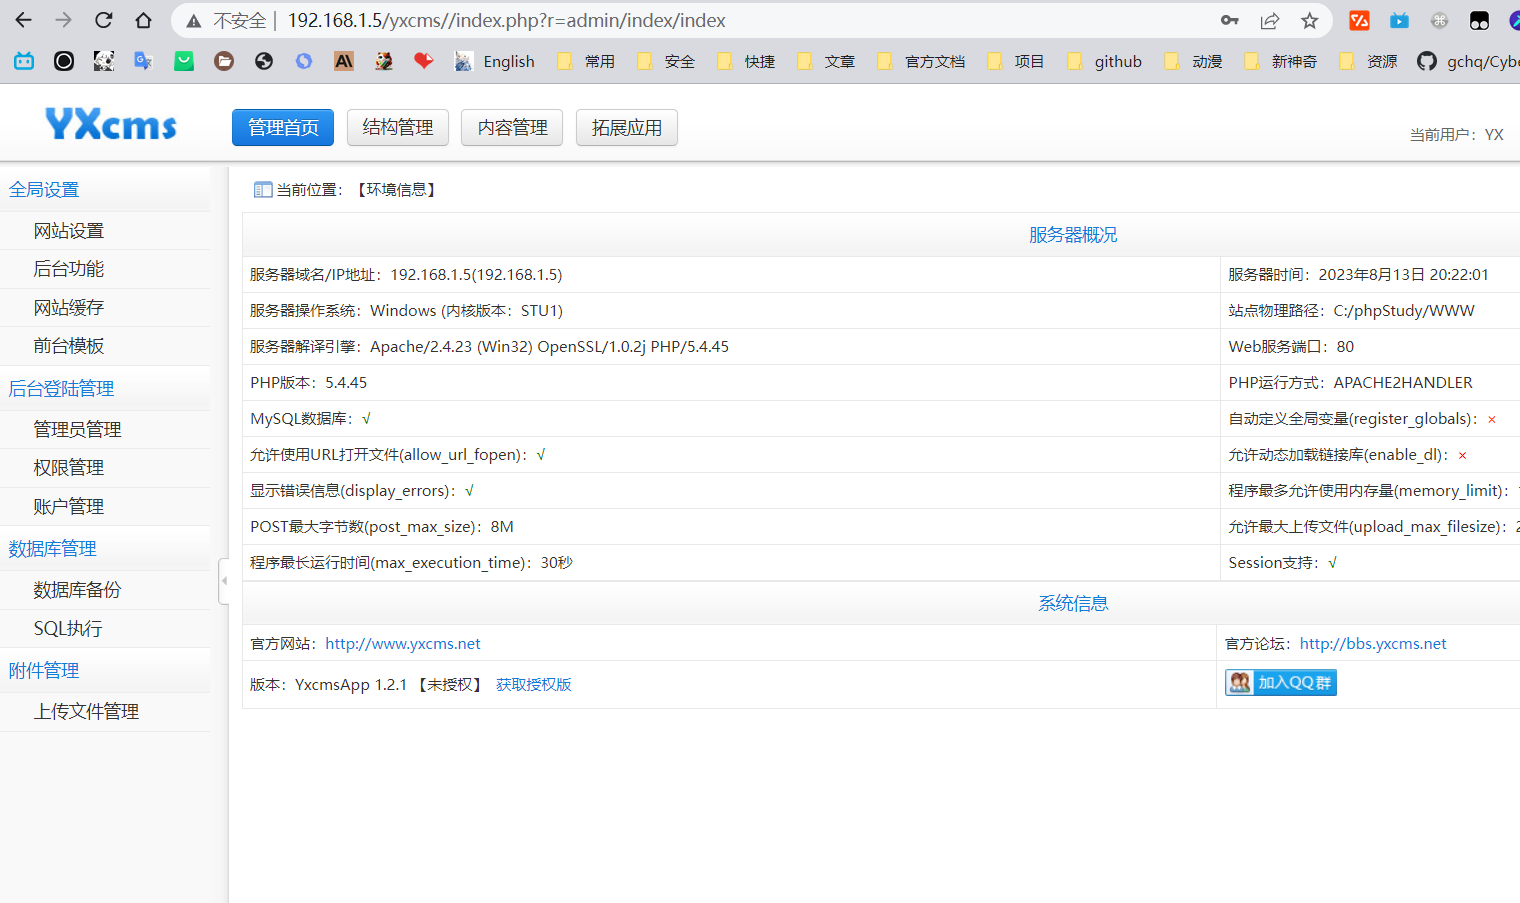 不安全 | 192.168.1.5/yxcms//index.php?r=admin/index/index
English 常用 安全 快捷 文章 官方文档 项目 github 动漫 新神奇 资源 gchq/Cybe
YXcms 管理首页 结构管理 内容管理 拓展应用
当前用户：YX
全局设置
网站设置
后台功能
网站缓存
前台模板
后台登陆管理
管理员管理
权限管理
账户管理
数据库管理
数据库备份
SQL执行
附件管理
上传文件管理
当前位置：【环境信息】
服务器概况
服务器域名/IP地址：192.168.1.5(192.168.1.5) 服务器时间：2023年8月13日 20:22:01
服务器操作系统：Windows (内核版本：STU1) 站点物理路径：C:/phpStudy/WWW
服务器解译引擎：Apache/2.4.23 (Win32) OpenSSL/1.0.2j PHP/5.4.45 Web服务端口：80
PHP版本：5.4.45 PHP运行方式：APACHE2HANDLER
MySQL数据库：√ 自动定义全局变量(register_globals)：×
允许使用URL打开文件(allow_url_fopen)：√ 允许动态加载链接库(enable_dl)：×
显示错误信息(display_errors)：√ 程序最多允许使用内存量(memory_limit)：
POST最大字节数(post_max_size)：8M 允许最大上传文件(upload_max_filesize)：2
程序最长运行时间(max_execution_time)：30秒 Session支持：√
系统信息
官方网站：http://www.yxcms.net 官方论坛：http://bbs.yxcms.net
版本：YxcmsApp 1.2.1 【未授权】 获取授权版 加入QQ群